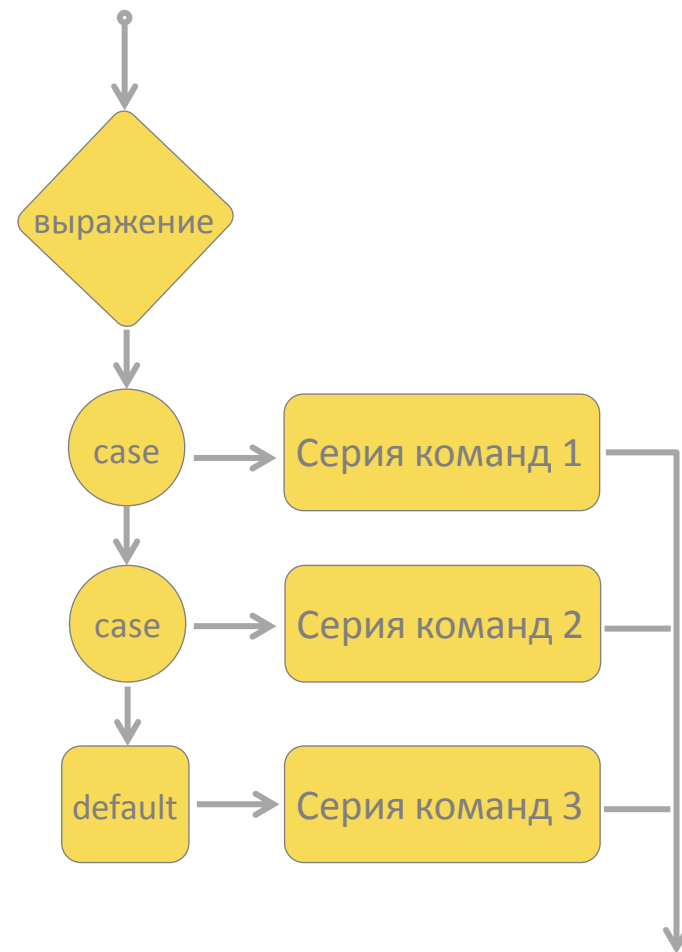 выражение
case
Серия команд 1
case
Серия команд 2
default
Серия команд 3